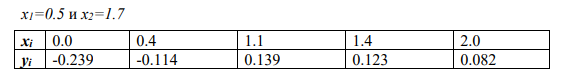 x1=0.5 и x2=1.7
xi 0.0 0.4 1.1 1.4 2.0
yi -0.239 -0.114 0.139 0.123 0.082